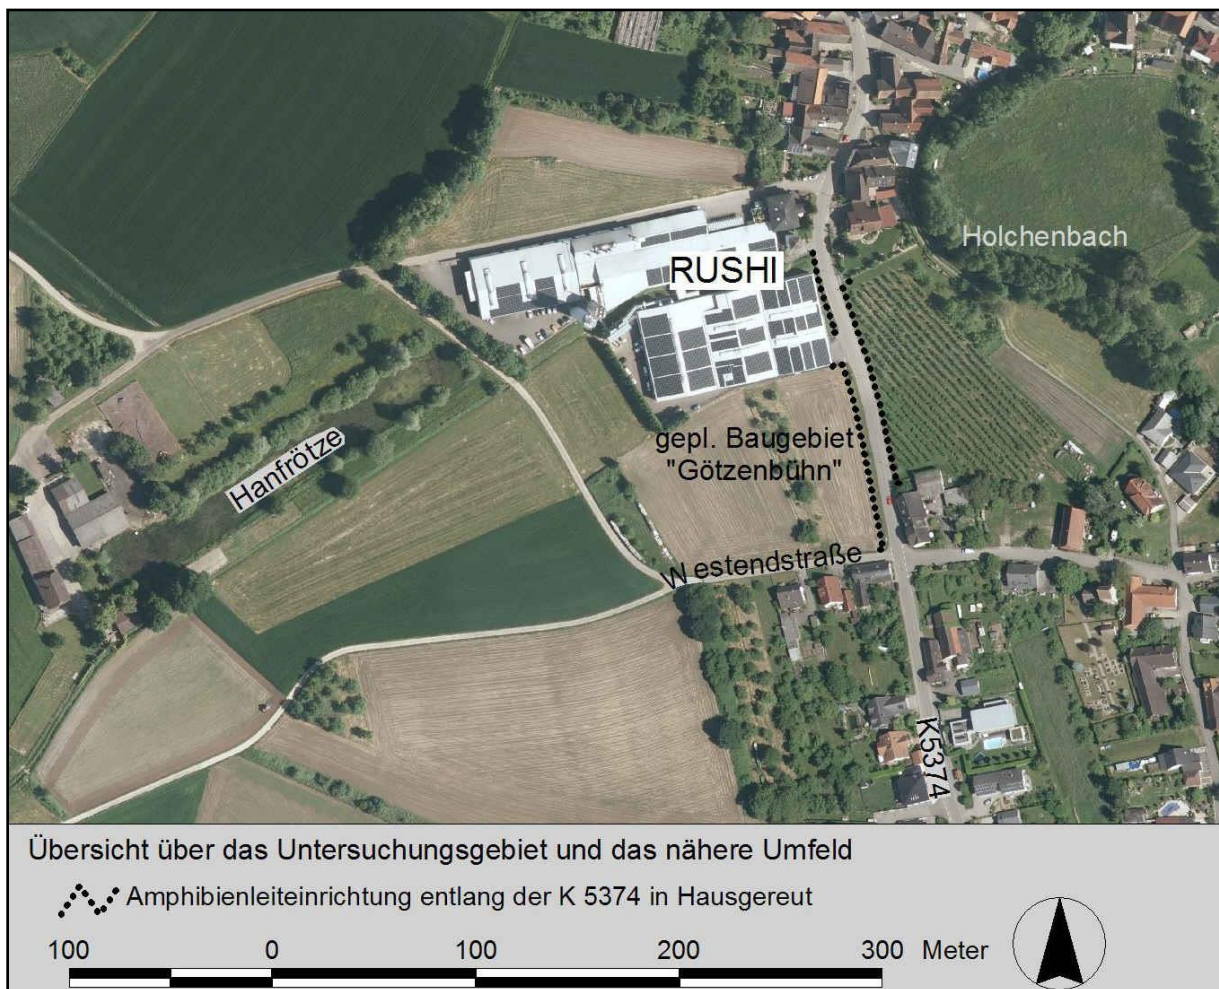 Holchenbach
RUSHI
gepl. Baugebiet
"Götzenbühn"
Hanfrötze
Westendstraße
K5374
Übersicht über das Untersuchungsgebiet und das nähere Umfeld
Amphibienleiteinrichtung entlang der K 5374 in Hausgereut
100 0 100 200 300 Meter